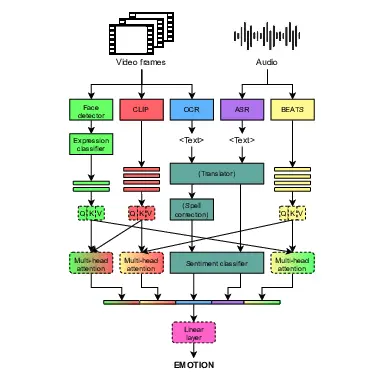 Video frames
Audio
Face
detector
CLIP
OCR
ASR
BEATS
Expression
classifier
<Text>
<Text>
(Translator)
(Spell
correction)
Q K V
Q K V
Q K V
Multi-head
attention
Multi-head
attention
Sentiment classifier
Multi-head
attention
Linear
layer
EMOTION